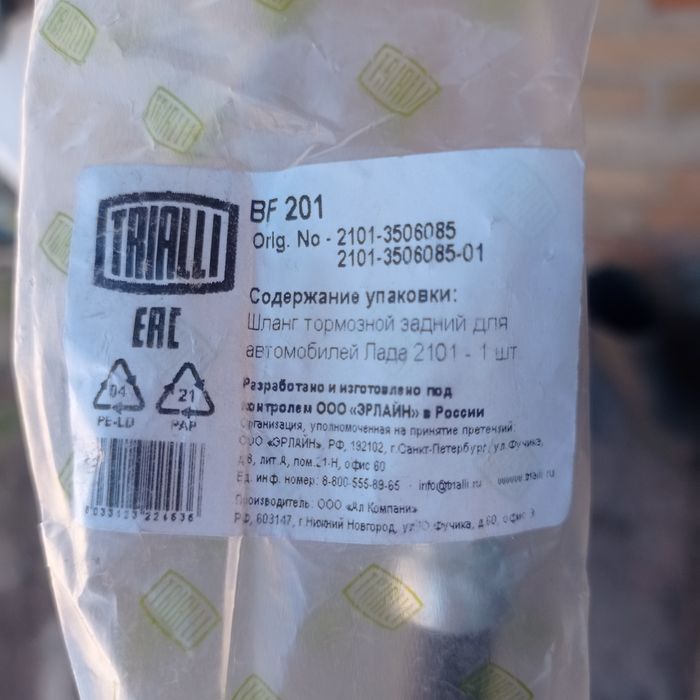 TRIALLI
BF 201
Orig. No - 2101-3506085
2101-3506085-01
EAC
Содержание упаковки:
Шланг тормозной задний для
автомобилей Лада 2101 - 1 шт
04
PE-LD
21
PAP
Разработано и изготовлено под
контролем ООО «ЭРЛАЙН» в России
Организация, уполномоченная на принятие претензий:
ООО «ЭРЛАЙН», РФ, 192102, г.Санкт-Петербург, ул.Фучика,
д.8, лит.А, пом.21-Н, офис 60
Ед. инф. номер: 8-800-555-89-65 · info@trialli.ru · www.trialli.ru
Производитель: ООО «Ал Компани»
РФ, 603147, г.Нижний Новгород, ул.Ю.Фучика, д.60, офис